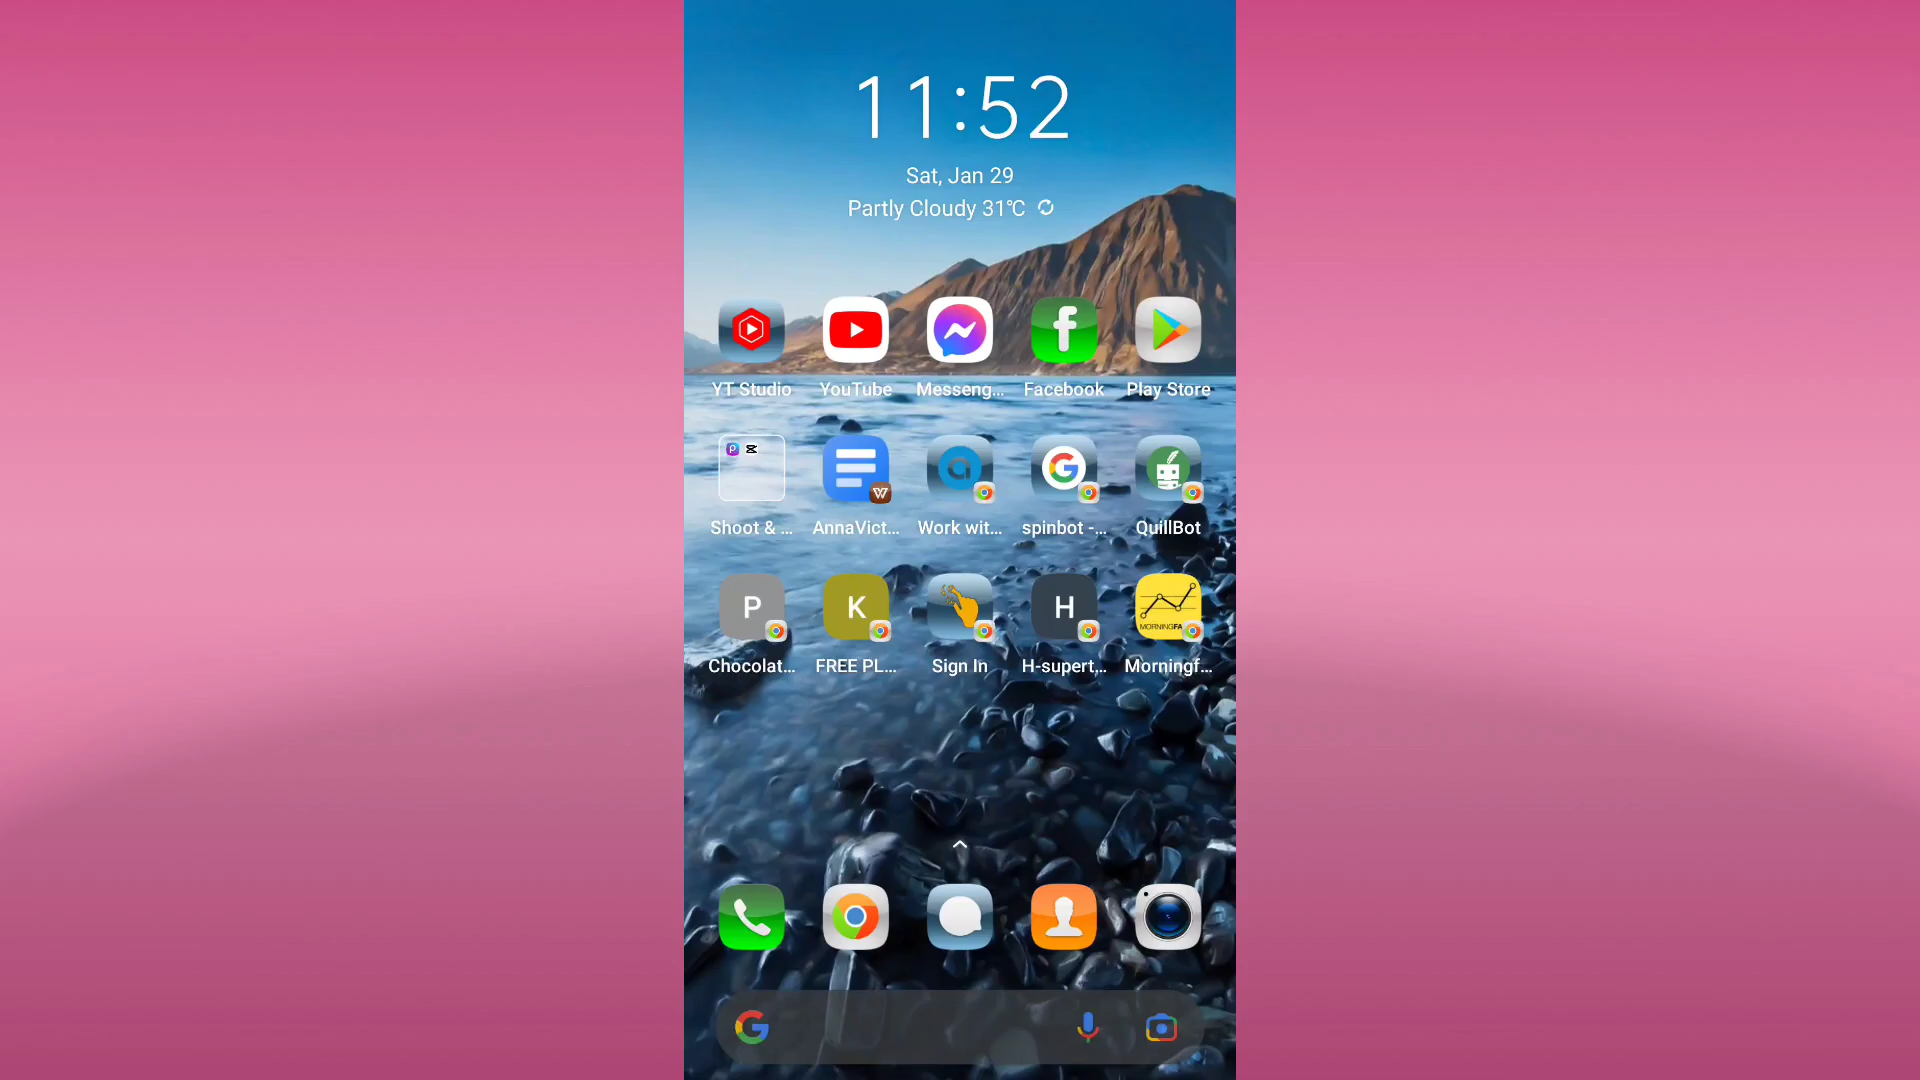 11:52
Sat, Jan 29
Partly Cloudy 31°C
YT Studio YouTube Messeng... Facebook Play Store
Shoot & ... AnnaVict... Work wit... spinbot -... QuillBot
P K H MORNINGFA
Chocolat... FREE PL... Sign In H-supert,... Morningf...